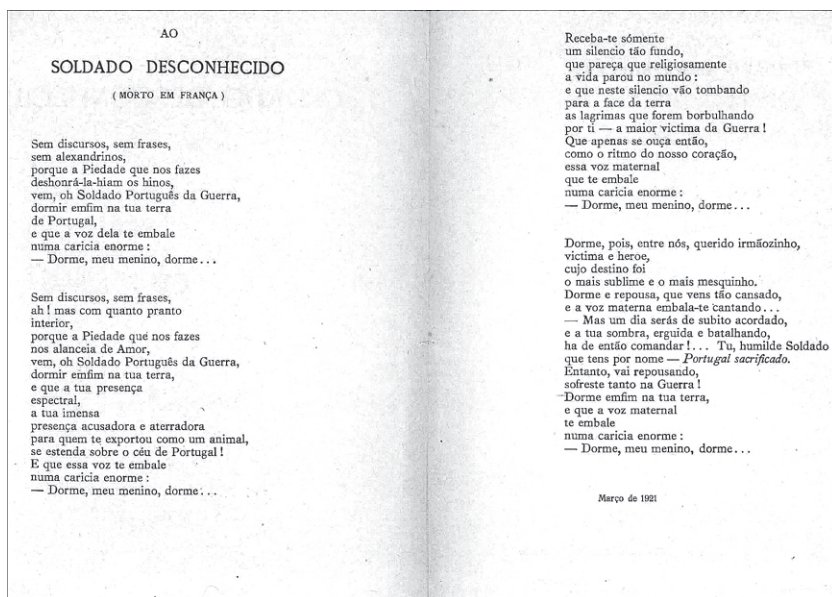 AO
SOLDADO DESCONHECIDO
(MORTO EM FRANÇA)
Sem discursos, sem frases,
sem alexandrinos,
porque a Piedade que nos fazes
deshonrá-la-hiam os hinos,
vem, oh Soldado Português da Guerra,
dormir emfim na tua terra
de Portugal,
e que a voz dela te embale
numa caricia enorme :
— Dorme, meu menino, dorme...
Sem discursos, sem frases,
ah ! mas com quanto pranto
interior,
porque a Piedade que nos fazes
nos alanceia de Amor,
vem, oh Soldado Português da Guerra,
dormir emfim na tua terra,
e que a tua presença
espectral,
a tua imensa
presença acusadora e aterradora
para quem te exportou como um animal,
se estenda sobre o céu de Portugal !
E que essa voz te embale
numa caricia enorme :
— Dorme, meu menino, dorme...
Receba-te sómente
um silencio tão fundo,
que pareça que religiosamente
a vida parou no mundo :
e que neste silencio vão tombando
para a face da terra
as lagrimas que forem borbulhando
por ti — a maior victima da Guerra !
Que apenas se ouça então,
como o ritmo do nosso coração,
essa voz maternal
que te embale
numa caricia enorme :
— Dorme, meu menino, dorme...
Dorme, pois, entre nós, querido irmãozinho,
victima e heroe,
cujo destino foi
o mais sublime e o mais mesquinho.
Dorme e repousa, que vens tão cansado,
e a voz materna embala-te cantando...
— Mas um dia serás de subito acordado,
e a tua sombra, erguida e batalhando,
ha de então comandar !... Tu, humilde Soldado
que tens por nome — Portugal sacrificado.
Entanto, vai repousando,
sofreste tanto na Guerra !
Dorme emfim na tua terra,
e que a voz maternal
te embale
numa caricia enorme :
— Dorme, meu menino, dorme...
Março de 1921